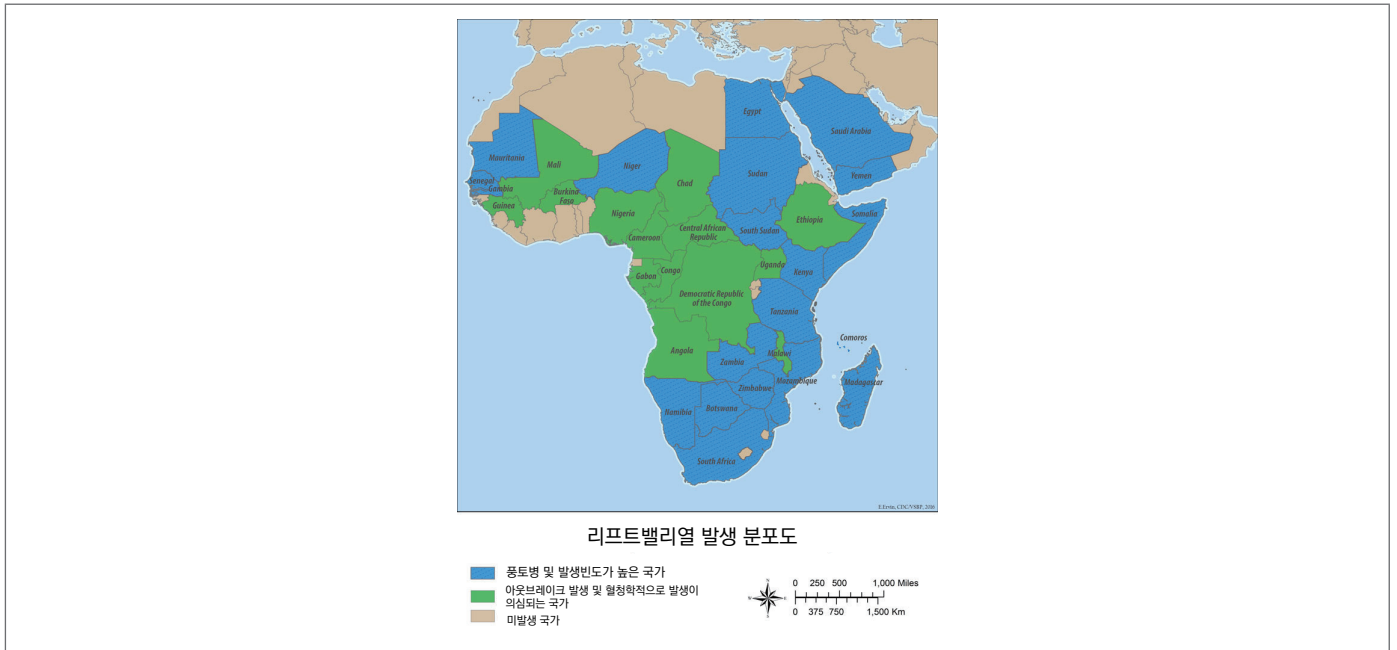 Egypt
Saudi Arabia
Mauritania
Mali
Niger
Chad
Sudan
Yemen
Senegal
Gambia
Guinea
Burkina
Faso
Nigeria
Ethiopia
Somalia
Cameroon
Central African
Republic
South Sudan
Gabon
Congo
Uganda
Kenya
Democratic Republic
of the Congo
Tanzania
Comoros
Angola
Zambia
Malawi
Mozambique
Madagascar
Zimbabwe
Namibia
Botswana
South Africa
E.Ervin, CDC/VSBP, 2016
리프트밸리열 발생 분포도
풍토병 및 발생빈도가 높은 국가
아웃브레이크 발생 및 혈청학적으로 발생이
의심되는 국가
미발생 국가
N
W
E
S
0 250 500 1,000 Miles
0 375 750 1,500 Km